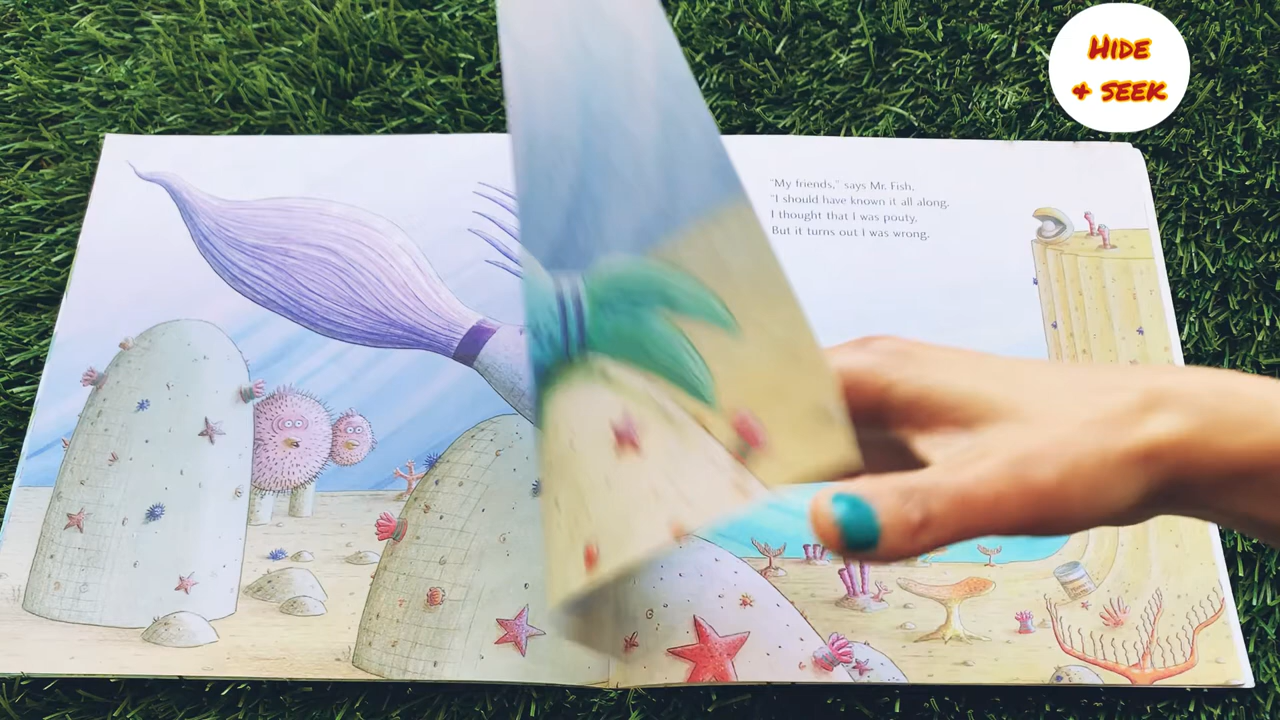 HIDE
& SEEK
"My friends," says Mr. Fish,
"I should have known it all along.
I thought that I was pouty,
But it turns out I was wrong.